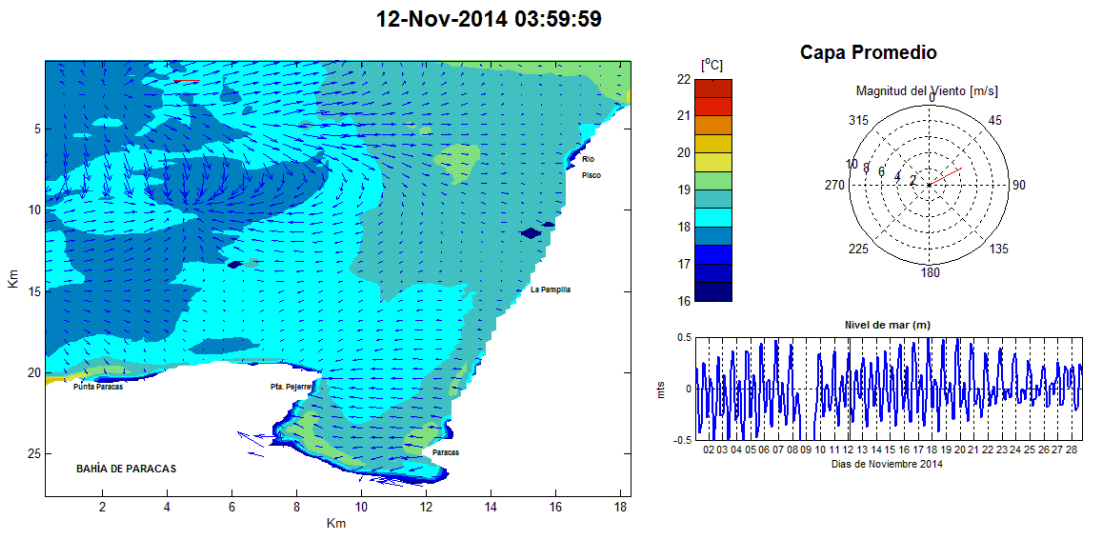 12-Nov-2014 03:59:59
Capa Promedio
[°C]
22
21
20
19
18
17
16
Magnitud del Viento [m/s]
0
45
90
135
180
225
270
315
10 8 6 4 2
Km
5
10
15
20
25
Rio
Pisco
La Pampilla
Punta Paracas
Pta. Pejerrey
Paracas
BAHÍA DE PARACAS
2 4 6 8 10 12 14 16 18
Km
Nivel de mar (m)
mts
0.5
0
-0.5
02 03 04 05 06 07 08 09 10 11 12 13 14 15 16 17 18 19 20 21 22 23 24 25 26 27 28
Dias de Noviembre 2014